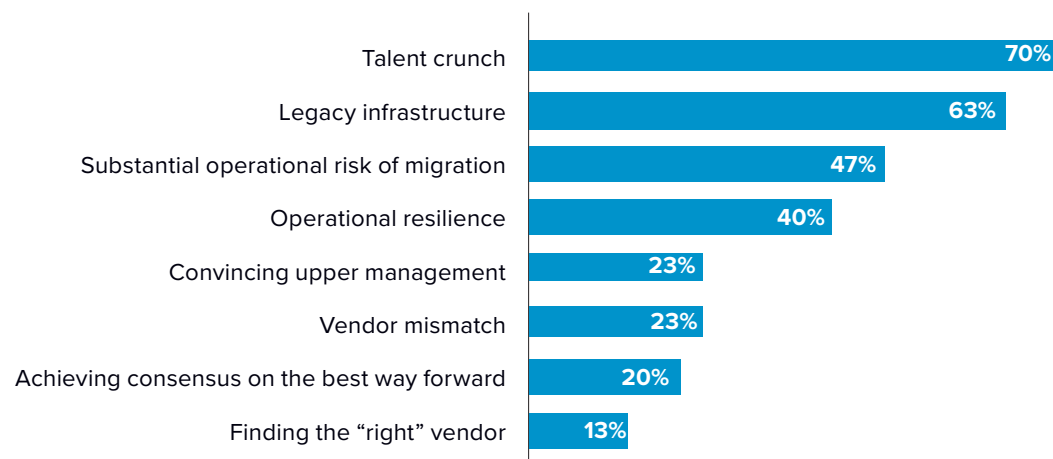 Talent crunch 70%
Legacy infrastructure 63%
Substantial operational risk of migration 47%
Operational resilience 40%
Convincing upper management 23%
Vendor mismatch 23%
Achieving consensus on the best way forward 20%
Finding the “right” vendor 13%